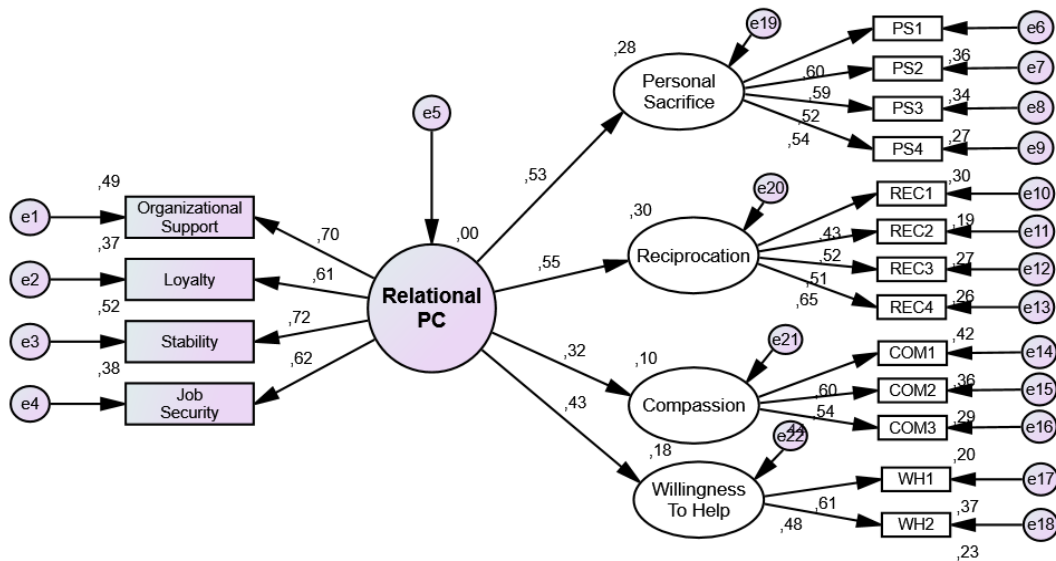 e19
PS1
e6
,28
,36
Personal
Sacrifice
,60
PS2
e7
,59
,34
PS3
e8
e5
,52
,27
,54
PS4
e9
,53
,49
,30
e20
REC1
e10
e1
Organizational
Support
,30
,19
,70
,00
,43
REC2
e11
,37
,55
Reciprocation
,52
,27
REC3
e12
e2
Loyalty
,61
,51
,26
,65
REC4
e13
Relational
PC
,52
,72
,32
,10
e21
,42
COM1
e14
e3
Stability
,62
,60
,36
COM2
e15
,38
,43
Compassion
,54
,29
COM3
e16
e4
Job
Security
,44
e22
,18
,20
WH1
e17
Willingness
To Help
,61
,37
,48
WH2
e18
,23